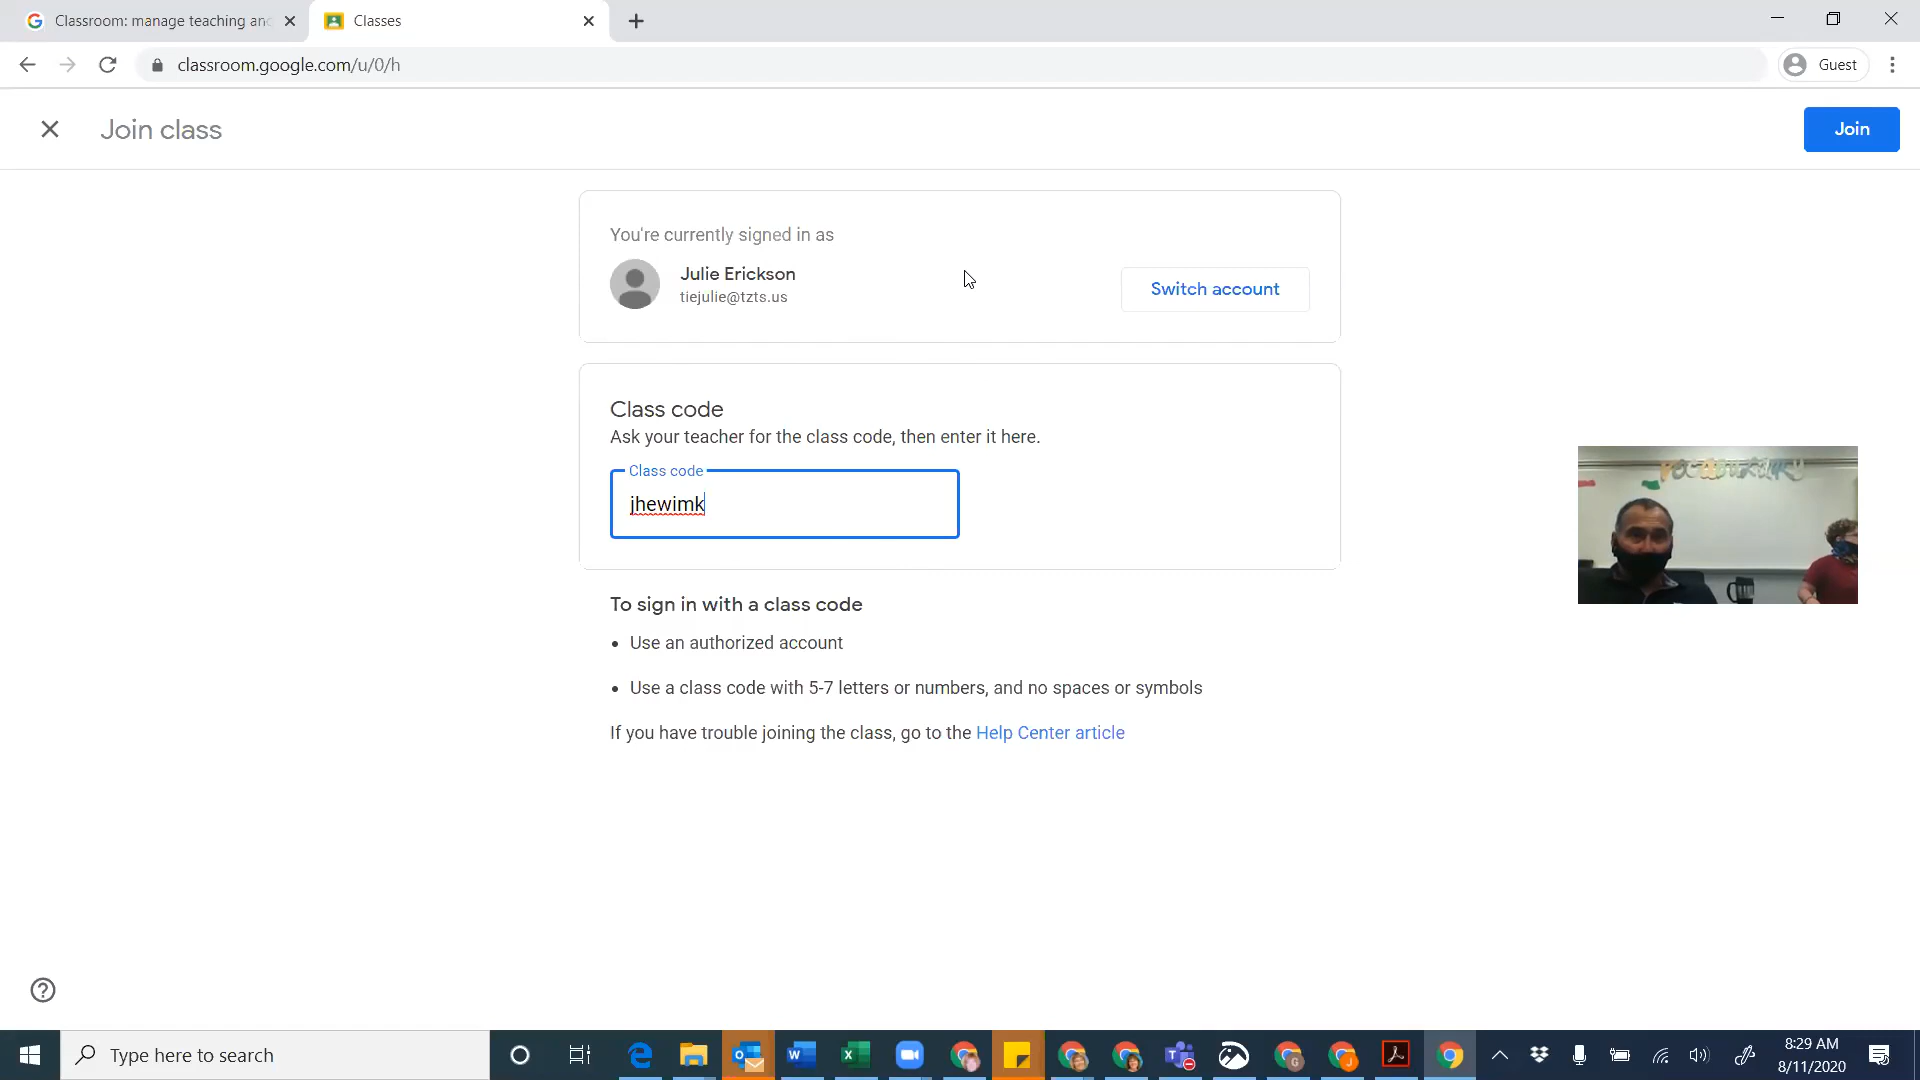 Classroom: manage teaching and
Classes
classroom.google.com/u/0/h
Guest
Join class
Join
You're currently signed in as
Julie Erickson
tiejulie@tzts.us
Switch account
Class code
Ask your teacher for the class code, then enter it here.
Class code
jhewimk
VOCABULARY
To sign in with a class code
• Use an authorized account
• Use a class code with 5-7 letters or numbers, and no spaces or symbols
If you have trouble joining the class, go to the Help Center article
Type here to search
8:29 AM
8/11/2020